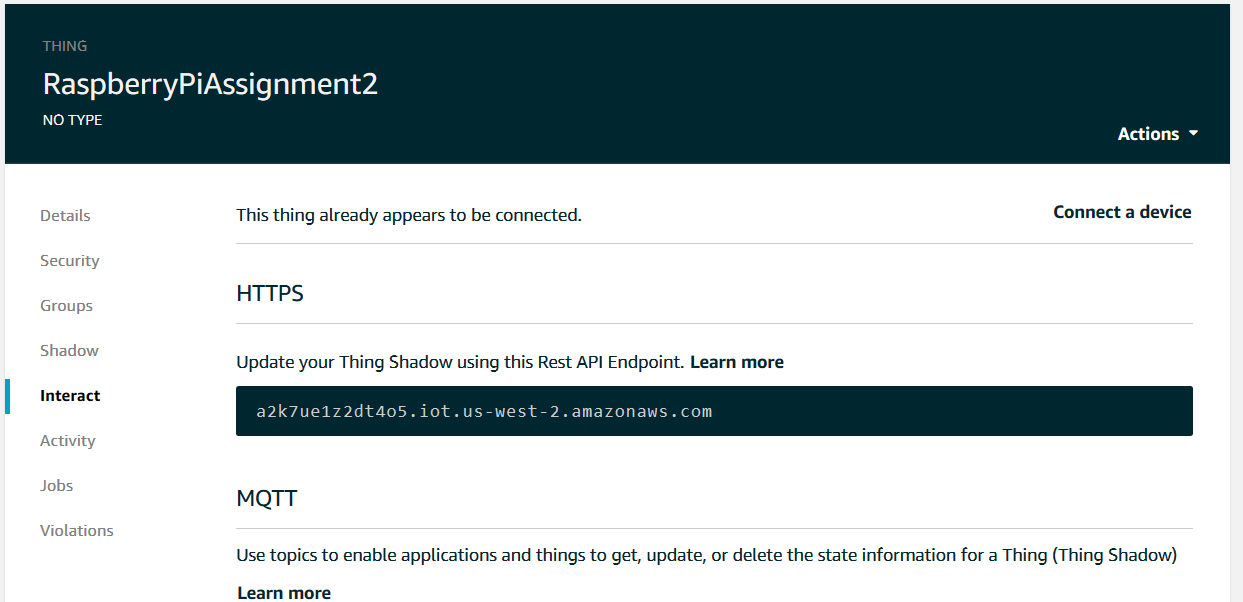 THING
RaspberryPiAssignment2
NO TYPE
Actions
Details
Security
Groups
Shadow
Interact
Activity
Jobs
Violations
This thing already appears to be connected.
Connect a device
HTTPS
Update your Thing Shadow using this Rest API Endpoint. Learn more
a2k7ue1z2dt4o5.iot.us-west-2.amazonaws.com
MQTT
Use topics to enable applications and things to get, update, or delete the state information for a Thing (Thing Shadow)
Learn more